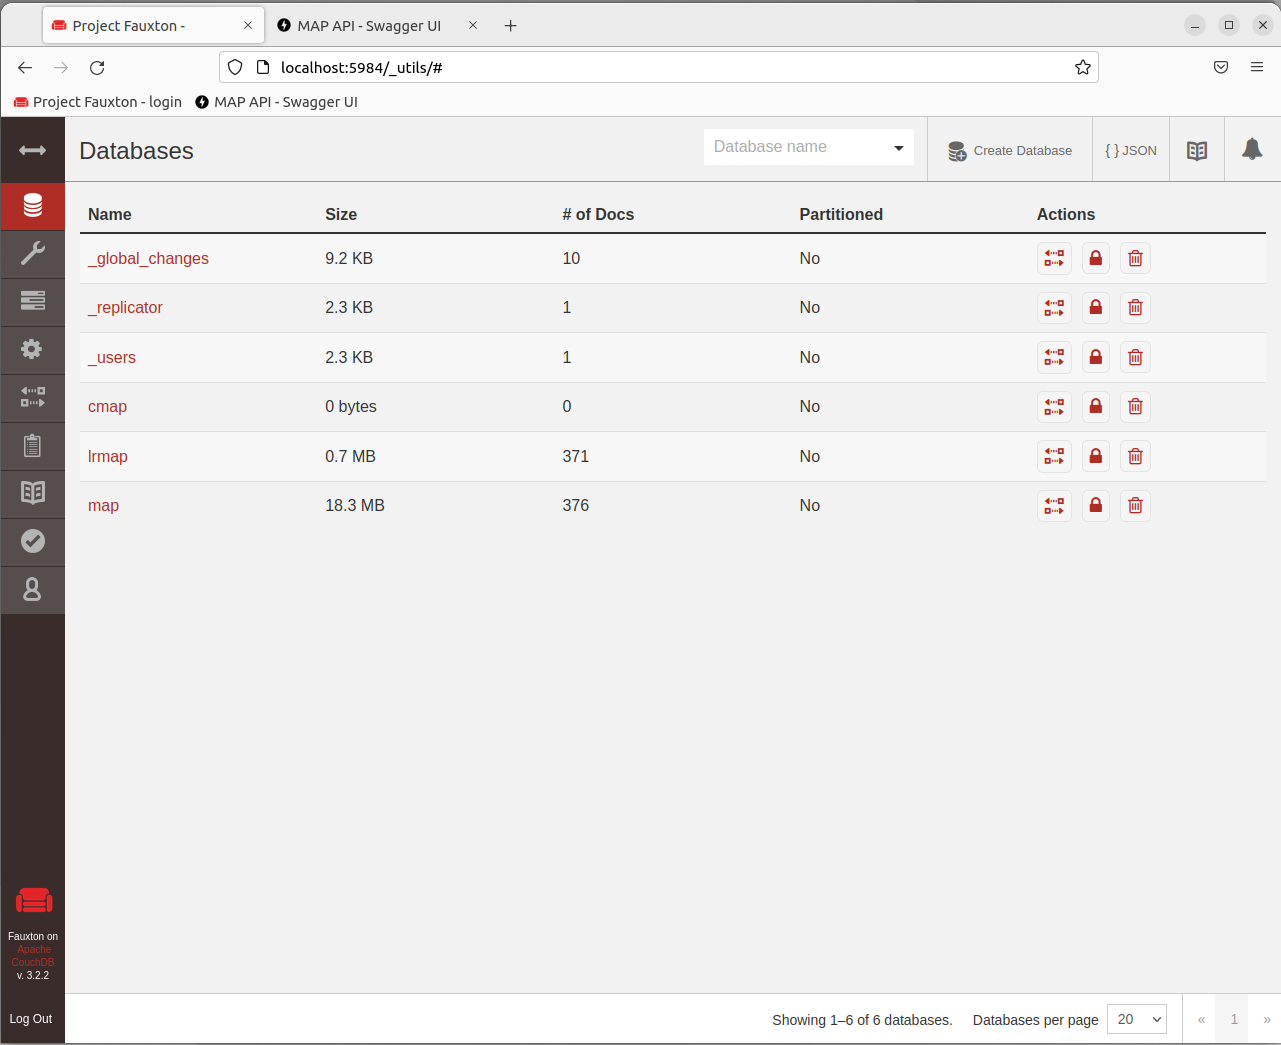 Project Fauxton -
MAP API - Swagger UI
localhost:5984/_utils/#
Project Fauxton - login
MAP API - Swagger UI
Databases
Database name
Create Database
{ } JSON
Name Size # of Docs Partitioned Actions
_global_changes 9.2 KB 10 No
_replicator 2.3 KB 1 No
_users 2.3 KB 1 No
cmap 0 bytes 0 No
lrmap 0.7 MB 371 No
map 18.3 MB 376 No
Fauxton on
Apache
CouchDB
v. 3.2.2
Log Out
Showing 1–6 of 6 databases.
Databases per page
20
« 1 »